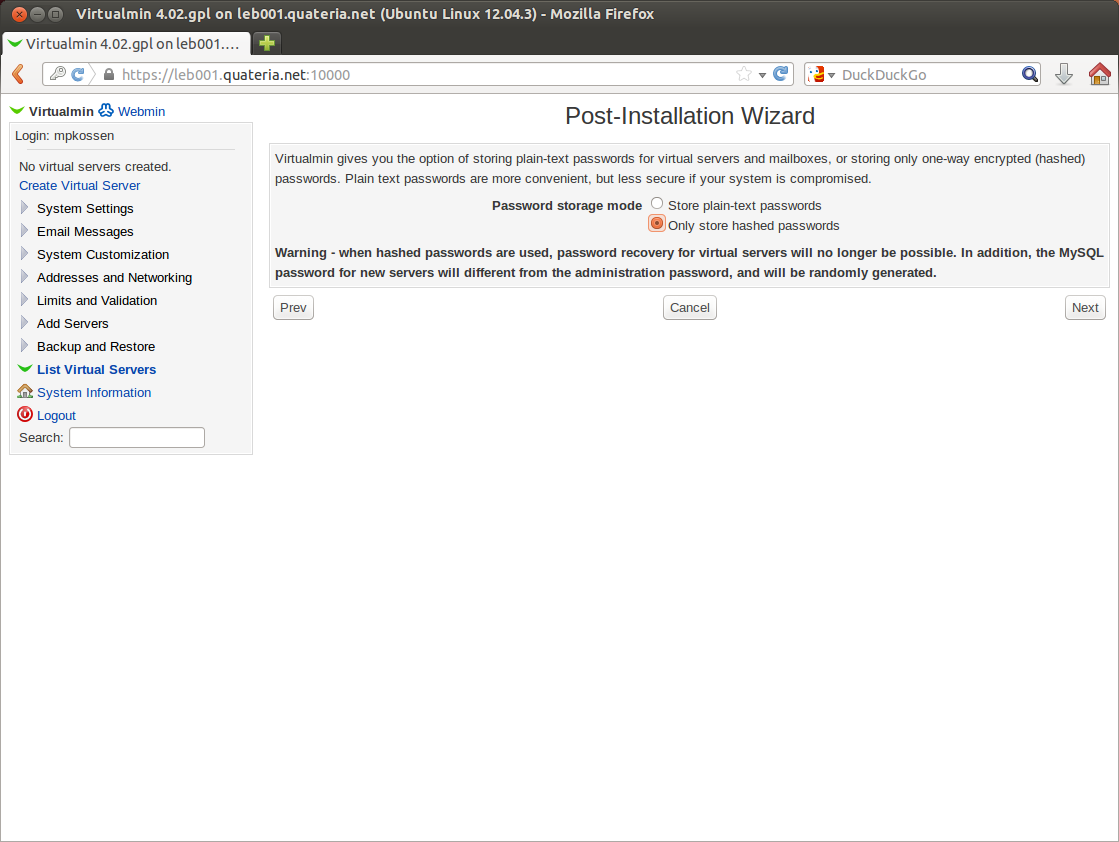 Virtualmin 4.02.gpl on leb001.quateria.net (Ubuntu Linux 12.04.3) - Mozilla Firefox
Virtualmin 4.02.gpl on leb001....
https://leb001.quateria.net:10000
DuckDuckGo
Virtualmin Webmin
Login: mpkossen
No virtual servers created.
Create Virtual Server
System Settings
Email Messages
System Customization
Addresses and Networking
Limits and Validation
Add Servers
Backup and Restore
List Virtual Servers
System Information
Logout
Search:
Post-Installation Wizard
Virtualmin gives you the option of storing plain-text passwords for virtual servers and mailboxes, or storing only one-way encrypted (hashed)
passwords. Plain text passwords are more convenient, but less secure if your system is compromised.
Password storage mode Store plain-text passwords
Only store hashed passwords
Warning - when hashed passwords are used, password recovery for virtual servers will no longer be possible. In addition, the MySQL
password for new servers will different from the administration password, and will be randomly generated.
Prev Cancel Next